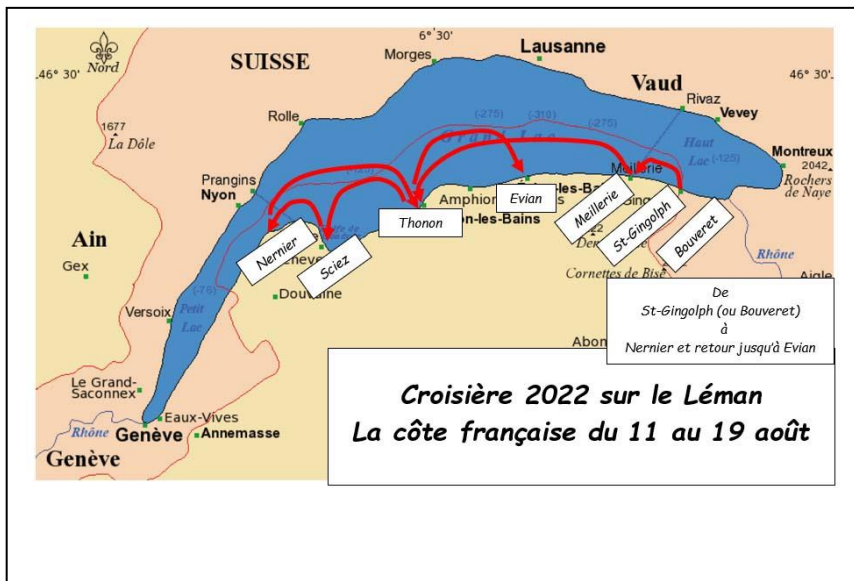 6° 30'
Nord
SUISSE
Morges
Lausanne
46° 30'
46° 30'
Vaud
Rivaz
Vevey
Rolle
(-275)
(-310)
(-275)
Grand Lac
Haut
Lac
(-125)
Montreux
2042
Rochers
de Naye
1677
La Dôle
Prangins
Nyon
Meillerie
Evian
Amphion
les-Bains
Thonon
Meillerie
St-Gingolph
Bouveret
Nernier
Sciez
Ain
Gex
Douvaine
Cornettes de Bise
Rhône
Aigle
(-76)
Petit
Lac
Versoix
Abon
De
St-Gingolph (ou Bouveret)
à
Nernier et retour jusqu'à Evian
Le Grand-
Saconnex
Eaux-Vives
Rhône
Genève
Annemasse
Genève
Croisière 2022 sur le Léman
La côte française du 11 au 19 août